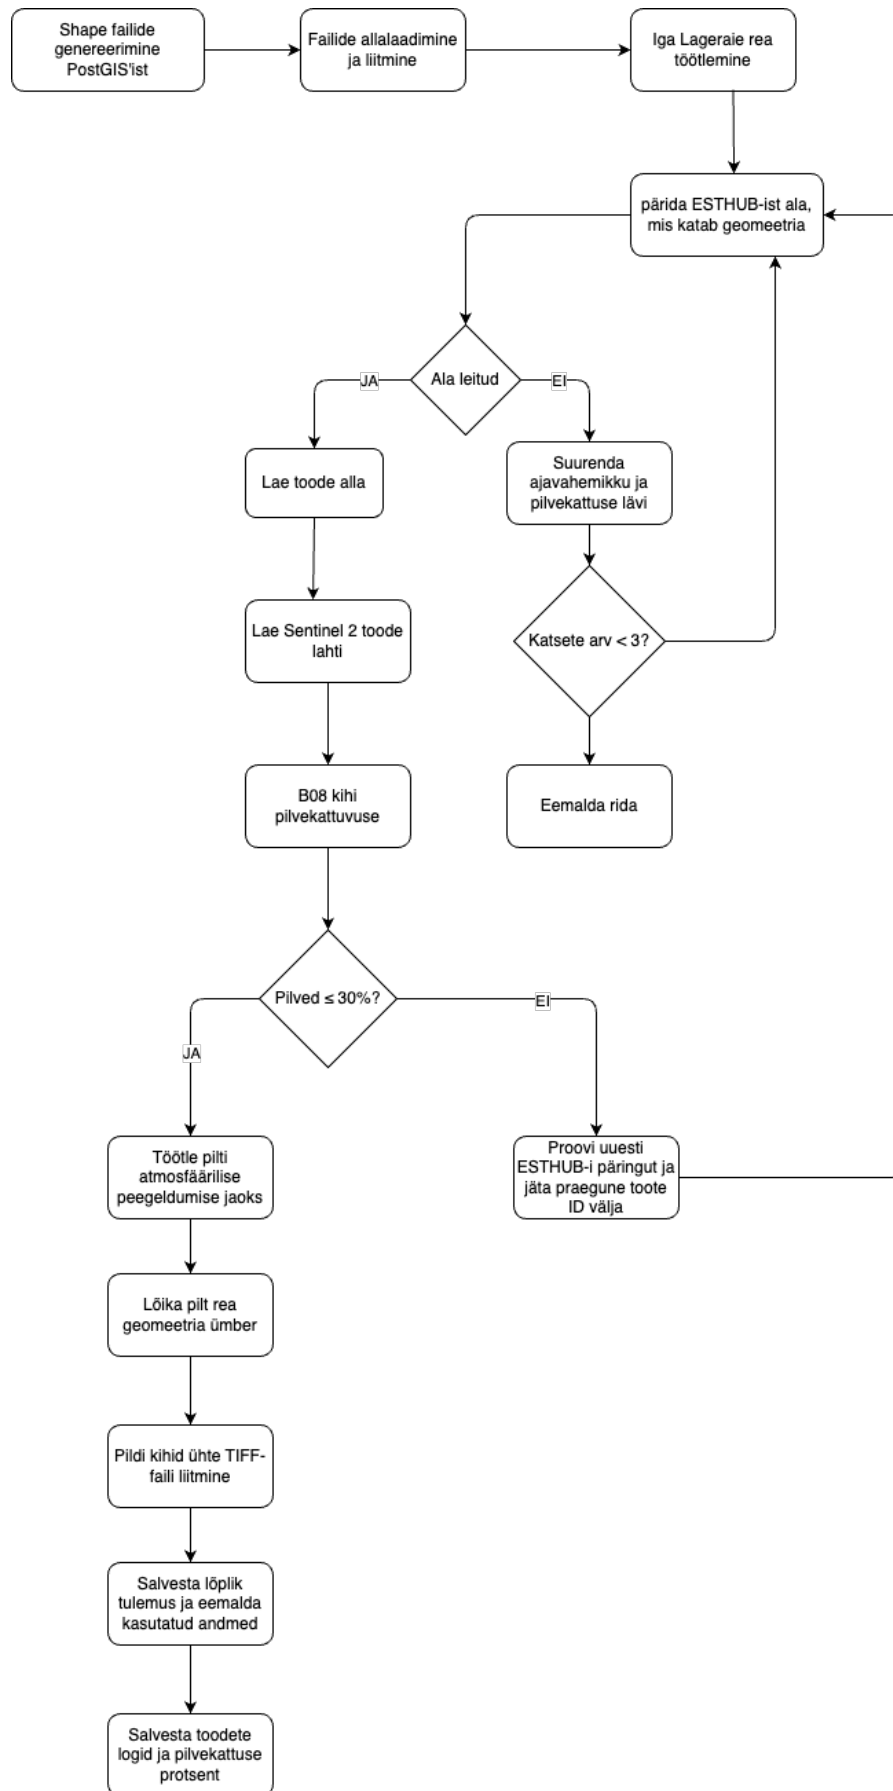 Shape failide
genereerimine
PostGIS'ist
Failide allalaadimine
ja liitmine
Iga Lageraie rea
töötlemine
pärida ESTHUB-ist ala,
mis katab geomeetria
Ala leitud
JA
EI
Lae toode alla
Suurenda
ajavahemikku ja
pilvekattuse lävi
Lae Sentinel 2 toode
lahti
Katsete arv < 3?
B08 kihi
pilvekattuvuse
Eemalda rida
Pilved ≤ 30%?
EI
JA
Töötle pilti
atmosfäärilise
peegeldumise jaoks
Proovi uuesti
ESTHUB-i päringut ja
jäta praegune toote
ID välja
Lõika pilt rea
geomeetria ümber
Pildi kihid ühte TIFF-
faili liitmine
Salvesta lõplik
tulemus ja eemalda
kasutatud andmed
Salvesta toodete
logid ja pilvekattuse
protsent